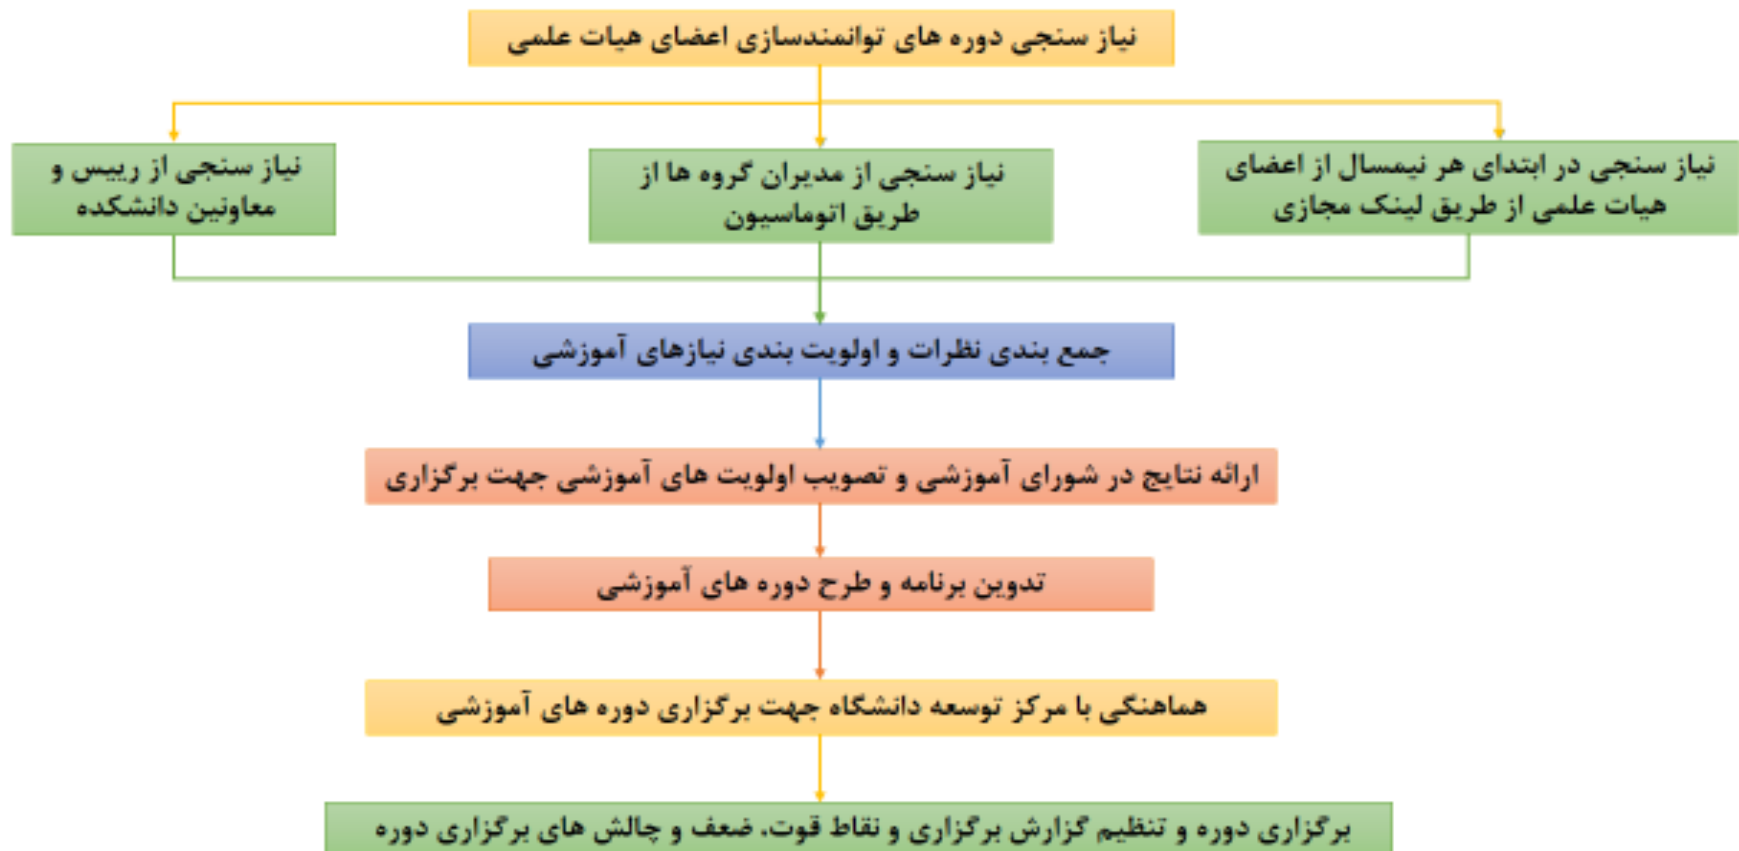 نیاز سنجی دوره های توانمندسازی اعضای هیات علمی
نیاز سنجی در ابتدای هر نیمسال از اعضای
هیات علمی از طریق لینک مجازی
نیاز سنجی از مدیران گروه ها از
طریق اتوماسیون
نیاز سنجی از رییس و
معاونین دانشکده
جمع بندی نظرات و اولویت بندی نیازهای آموزشی
ارائه نتایج در شورای آموزشی و تصویب اولویت های آموزشی جهت برگزاری
تدوین برنامه و طرح دوره های آموزشی
هماهنگی با مرکز توسعه دانشگاه جهت برگزاری دوره های آموزشی
برگزاری دوره و تنظیم گزارش برگزاری و نقاط قوت، ضعف و چالش های برگزاری دوره